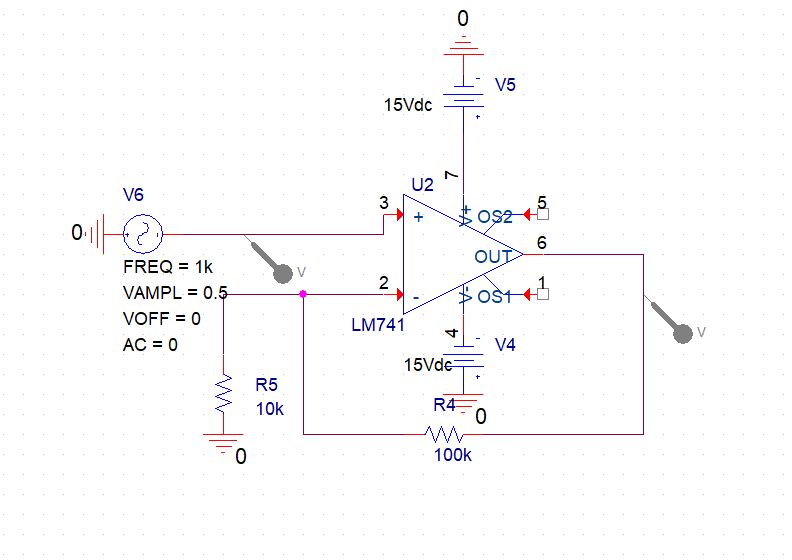 0
V5
15Vdc
-
+
7
U2
V6
3
+
V+
OS2
5
0
+
-
V
OUT
6
FREQ = 1k
VAMPL = 0.5
VOFF = 0
AC = 0
2
-
V-
OS1
1
LM741
4
V
V4
15Vdc
-
+
R5
10k
R4
0
0
100k